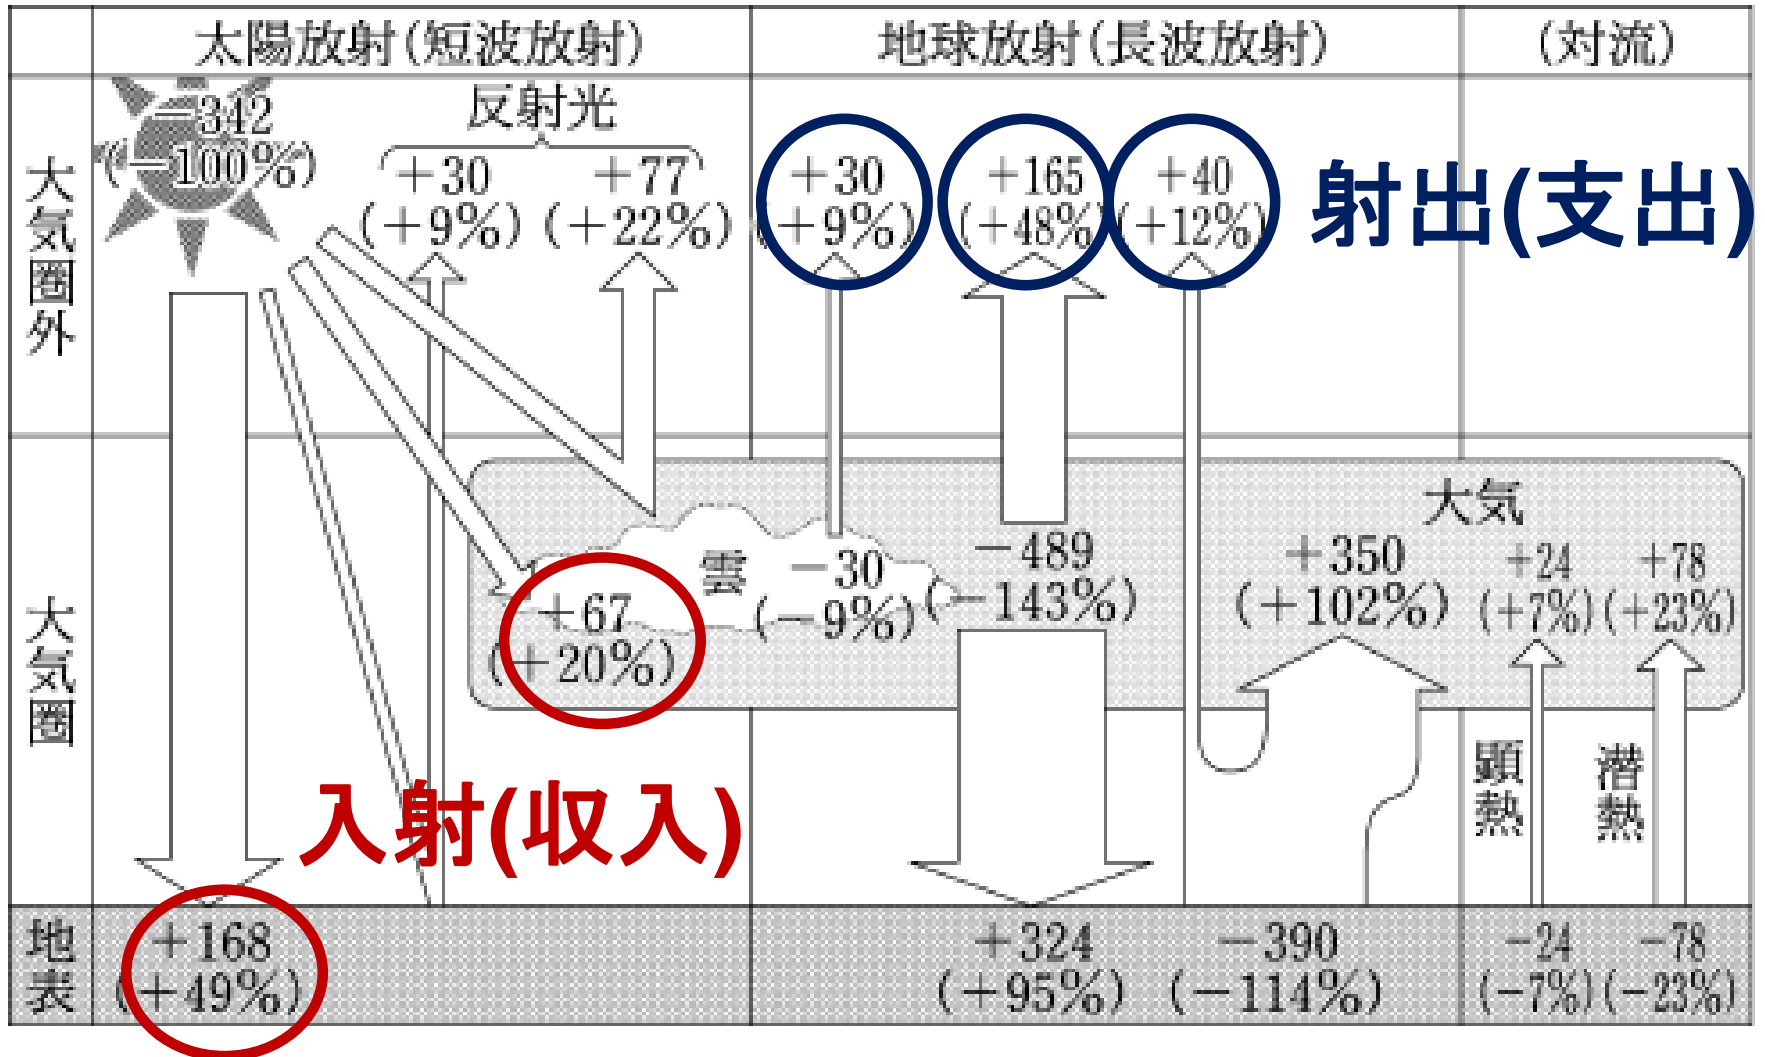 太陽放射(短波放射)
地球放射(長波放射)
(対流)
大気圏外
−342
(−100%)
反射光
+30
(+9%)
+77
(+22%)
+30
(+9%)
+165
(+48%)
+40
(+12%)
射出(支出)
大気圏
大気
雲
+67
(+20%)
−30
(−9%)
−489
(−143%)
+350
(+102%)
+24
(+7%)
+78
(+23%)
顕熱
潜熱
入射(収入)
地表
+168
(+49%)
+324
(+95%)
−390
(−114%)
−24
(−7%)
−78
(−23%)